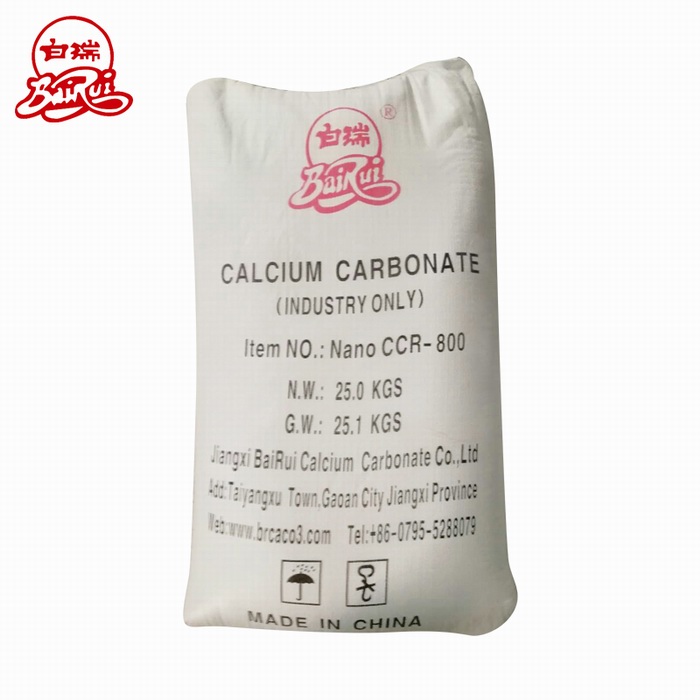 白瑞
BaiRui
白瑞
®
BaiRui
CALCIUM CARBONATE
(INDUSTRY ONLY)
Item NO.: Nano CCR-800
N.W.: 25.0 KGS
G.W.: 25.1 KGS
Jiangxi BaiRui Calcium Carbonate Co.,Ltd
Add:Taiyangxu Town,Gaoan City Jiangxi Province
Web:www.brcaco3.com Tel:+86-0795-5288079
MADE IN CHINA